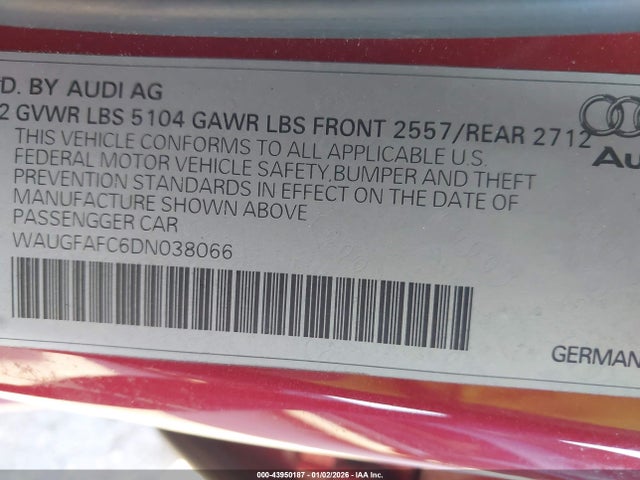 D. BY AUDI AG
2 GVWR LBS 5104 GAWR LBS FRONT 2557/REAR 2712
THIS VEHICLE CONFORMS TO ALL APPLICABLE U.S.
FEDERAL MOTOR VEHICLE SAFETY,BUMPER AND THEFT
PREVENTION STANDARDS IN EFFECT ON THE DATE OF
MANUFACTURE SHOWN ABOVE
PASSENGGER CAR
WAUGFAFC6DN038066
Au
GERMAN
000-43950187 - 01/02/2026 - IAA Inc.